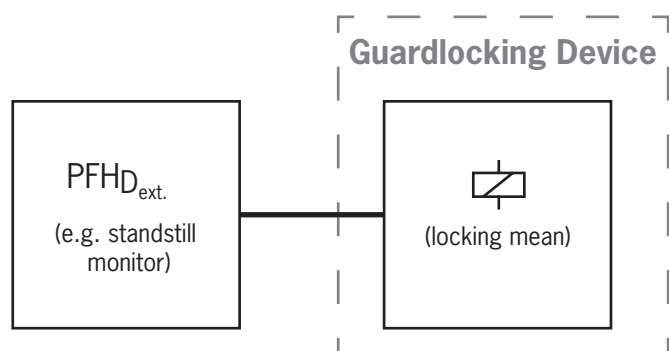 Guardlocking Device
PFHDext.
(e.g. standstill
monitor)
(locking mean)